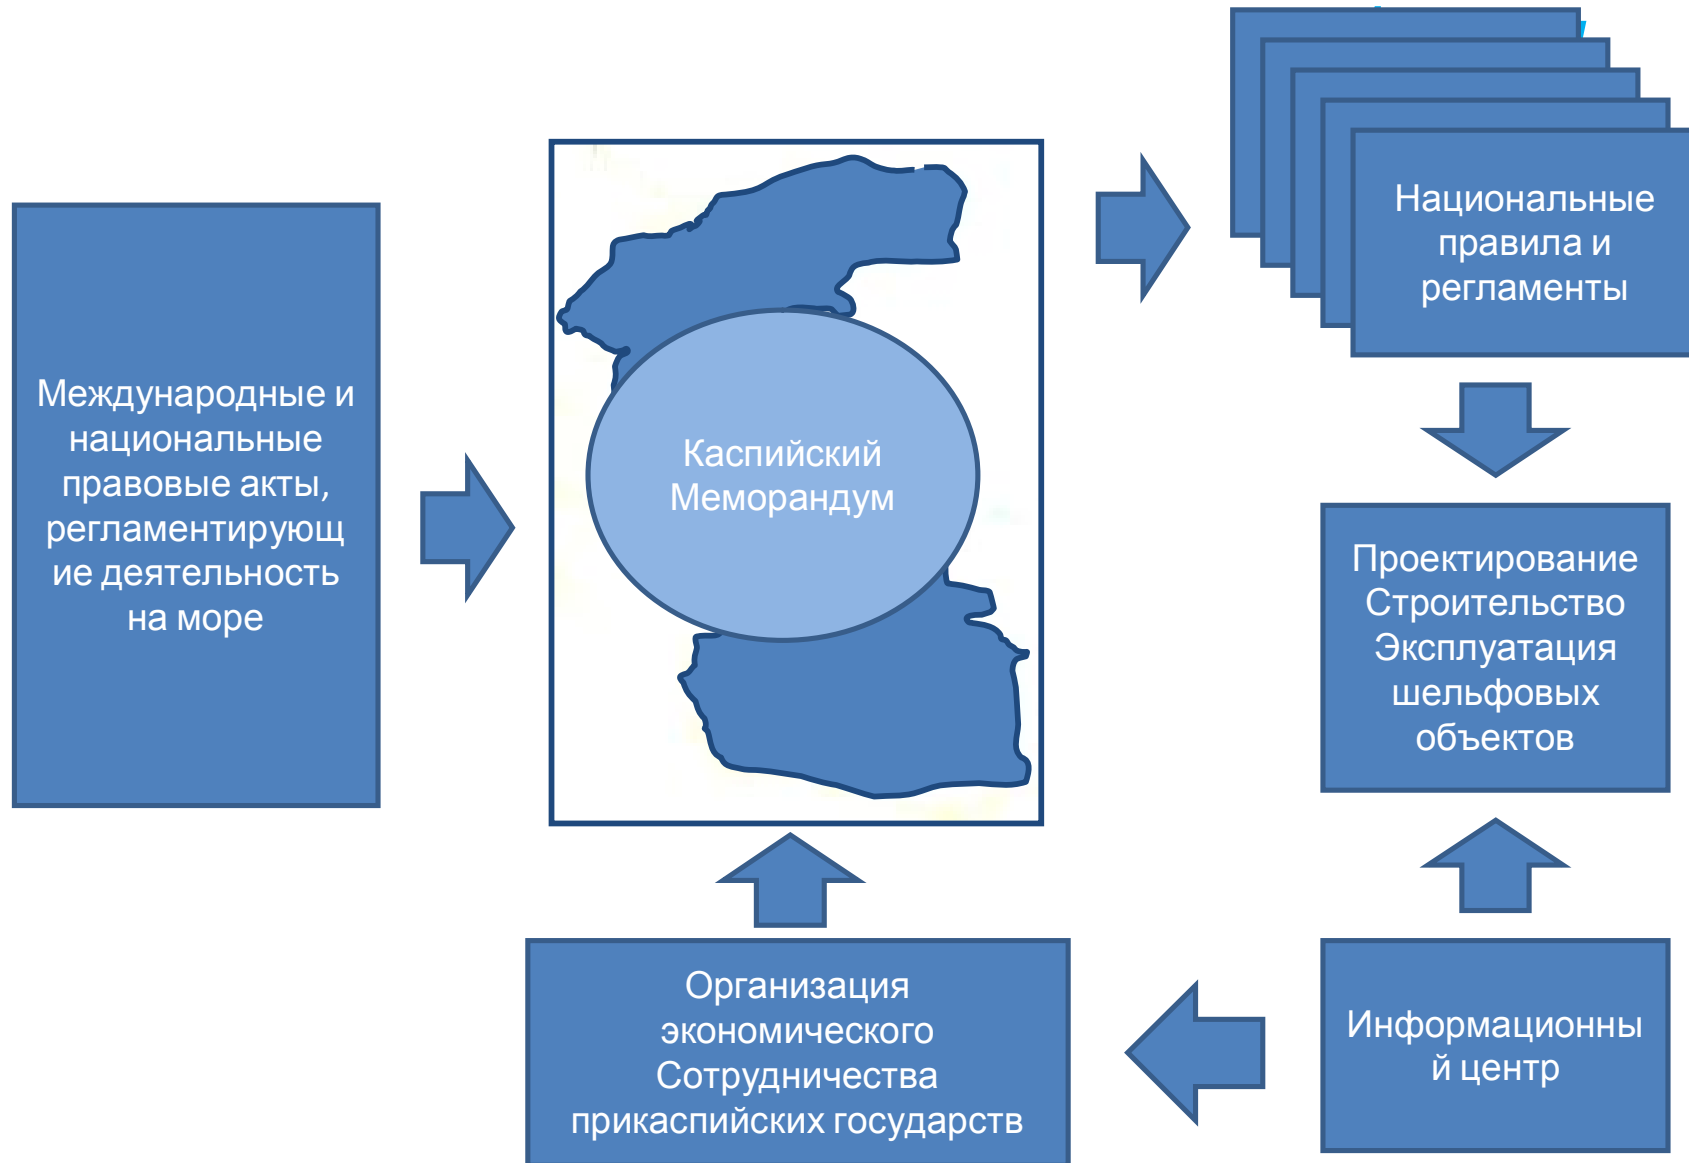 Международные и
национальные
правовые акты,
регламентирующ
ие деятельность
на море
Каспийский
Меморандум
Национальные
правила и
регламенты
Проектирование
Строительство
Эксплуатация
шельфовых
объектов
Организация
экономического
Сотрудничества
прикаспийских государств
Информационны
й центр